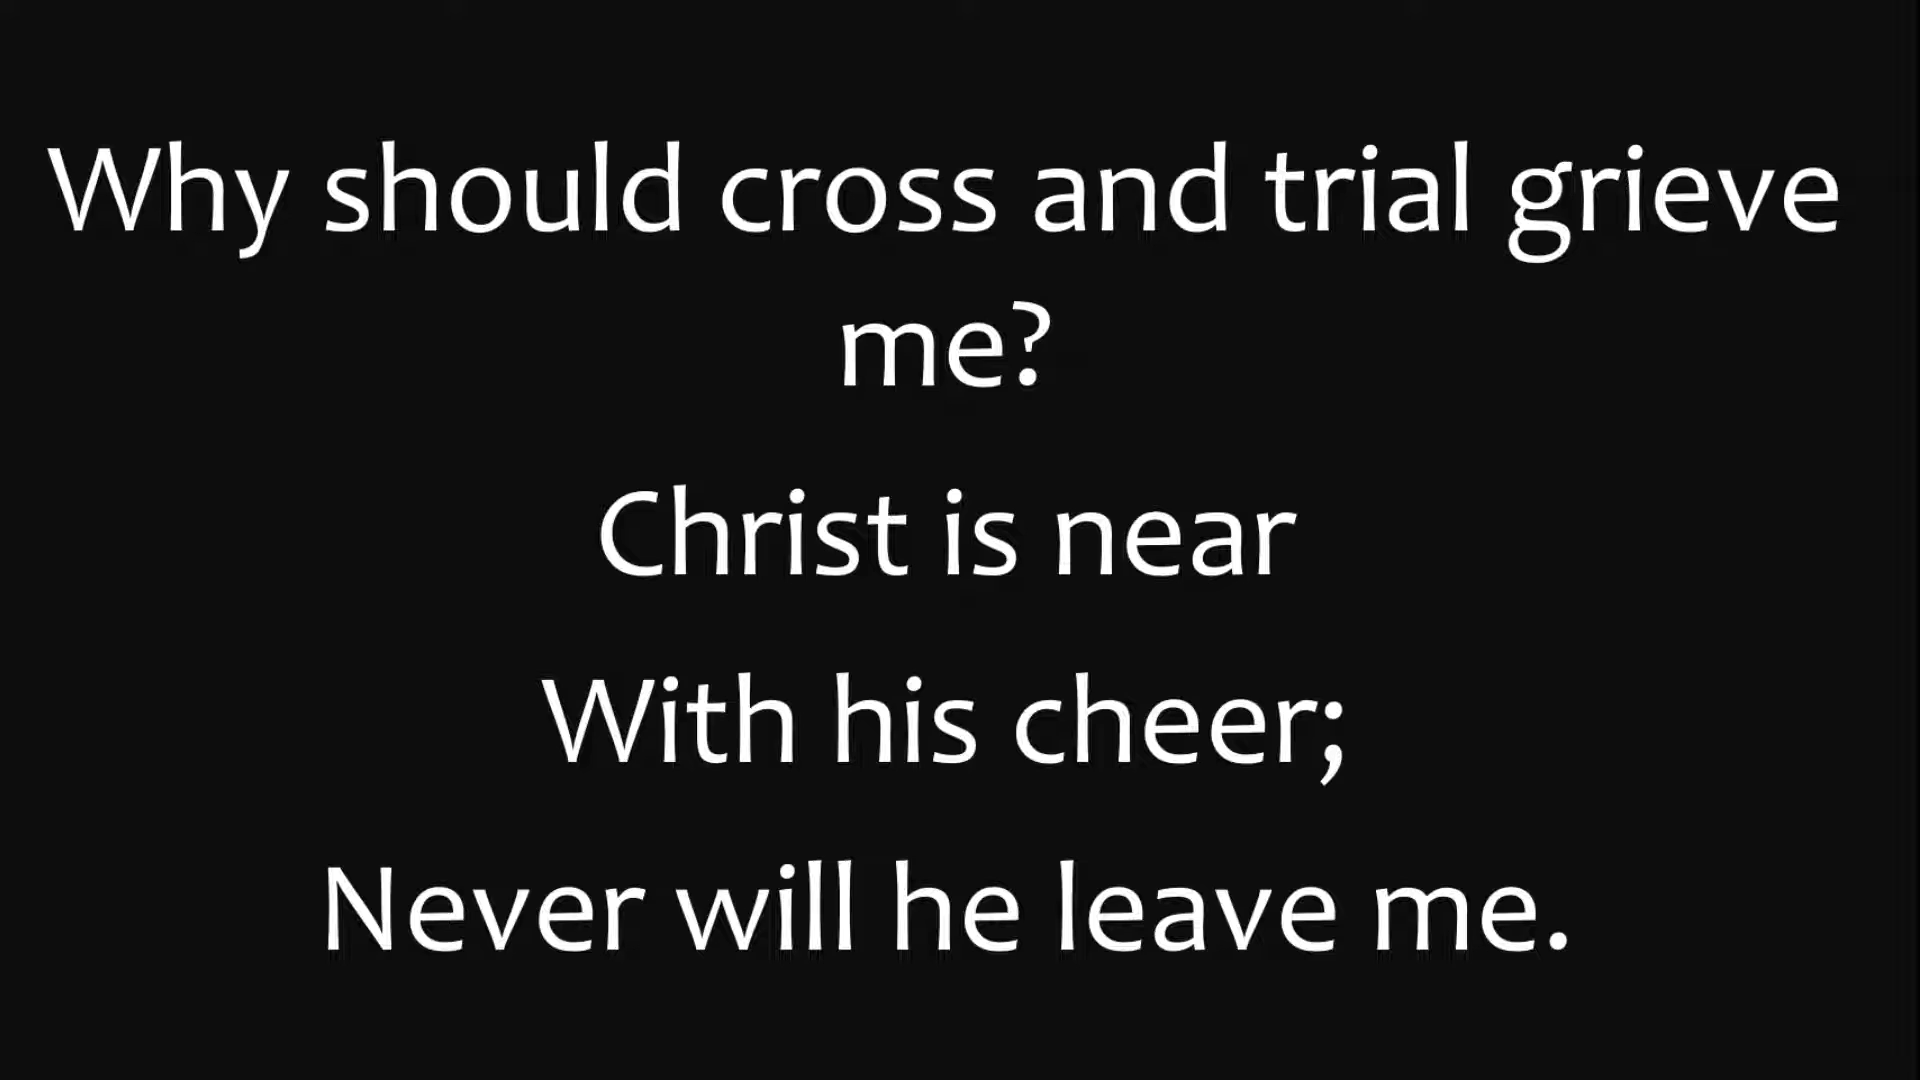 Why should cross and trial grieve
me?
Christ is near
With his cheer;
Never will he leave me.